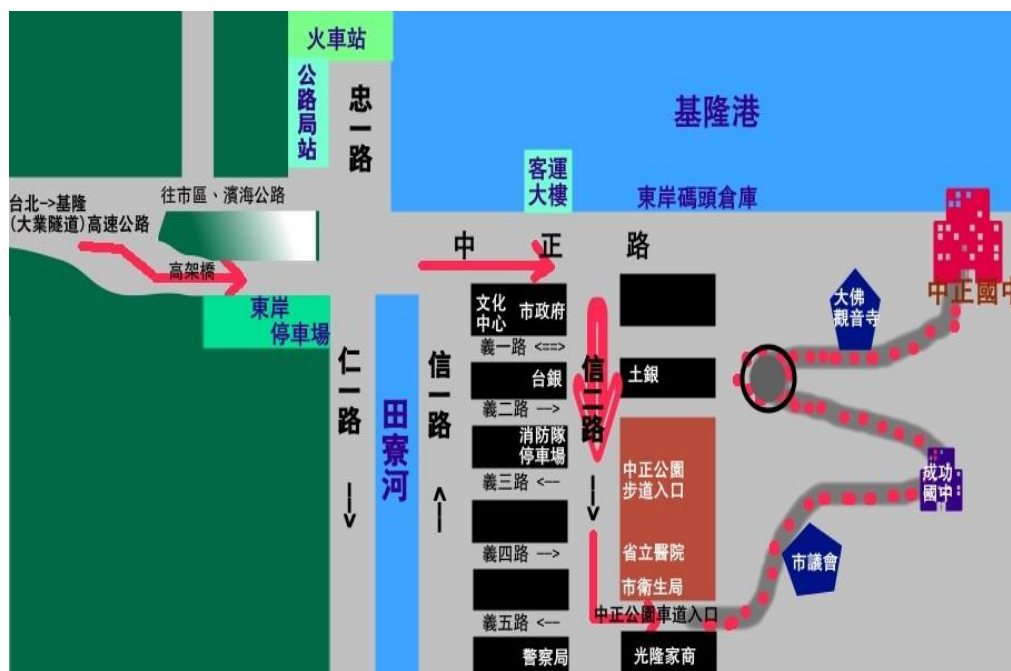 火車站
公路局站
忠一路
基隆港
客運
大樓
東岸碼頭倉庫
台北->基隆
(大業隧道)高速公路
往市區、濱海公路
高架橋
中正路
東岸
停車場
文化
中心
市政府
大佛
觀音寺
中正國中
義一路 <==>
仁一路 -->
田寮河
信一路 <--
台銀
信二路 -->
土銀
義二路 -->
消防隊
停車場
中正公園
步道入口
成功
國中
義三路 <--
義四路 -->
省立醫院
市議會
市衛生局
中正公園車道入口
義五路 <--
警察局
光隆家商